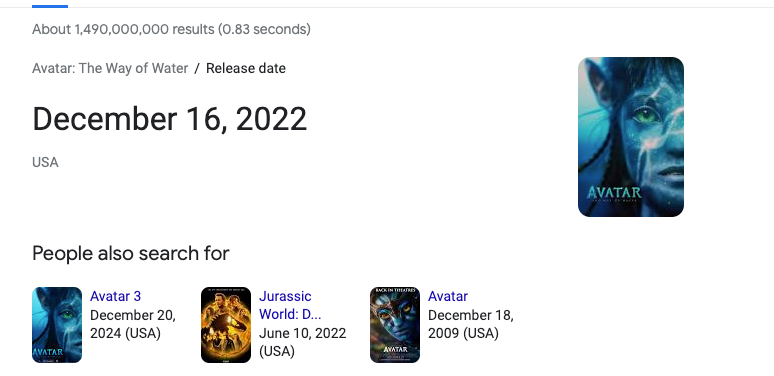 About 1,490,000,000 results (0.83 seconds)
Avatar: The Way of Water / Release date
December 16, 2022
USA
AVATAR
People also search for
Avatar 3
December 20,
2024 (USA)
AVATAR
Jurassic
World: D...
June 10, 2022
(USA)
BACK IN THEATRES
AVATAR
Avatar
December 18,
2009 (USA)